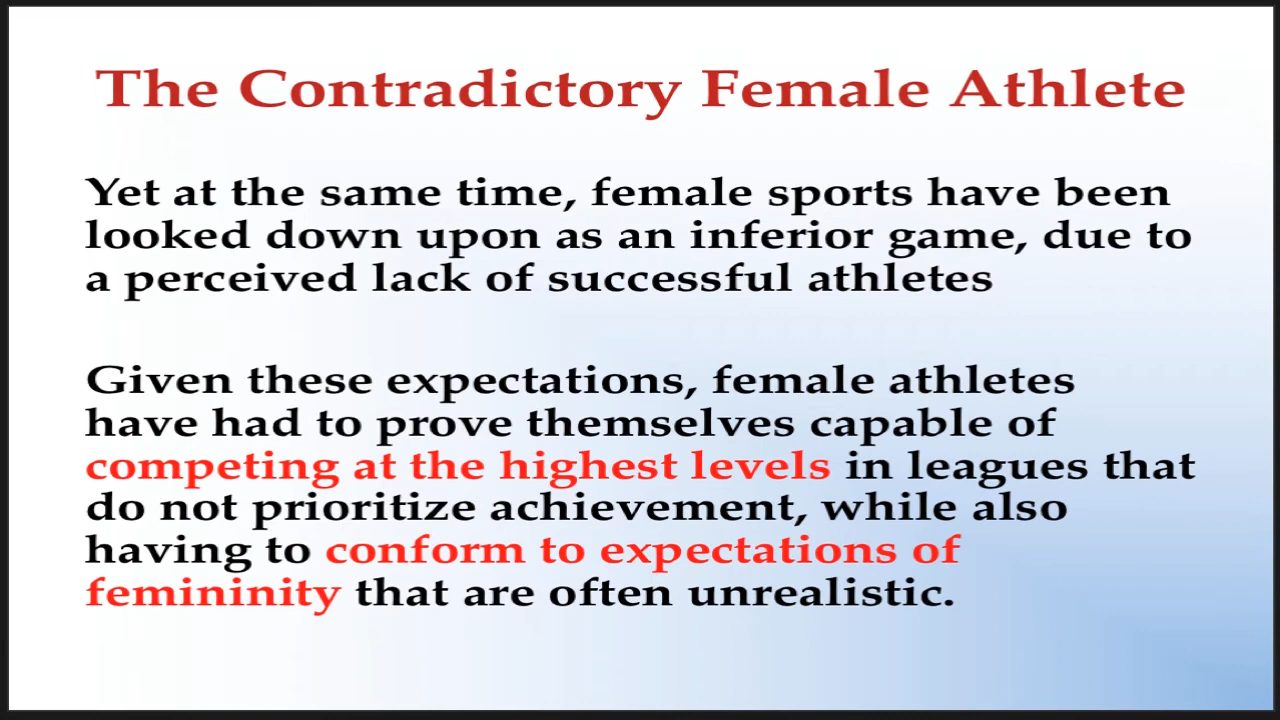 The Contradictory Female Athlete
Yet at the same time, female sports have been
looked down upon as an inferior game, due to
a perceived lack of successful athletes
Given these expectations, female athletes
have had to prove themselves capable of
competing at the highest levels in leagues that
do not prioritize achievement, while also
having to conform to expectations of
femininity that are often unrealistic.